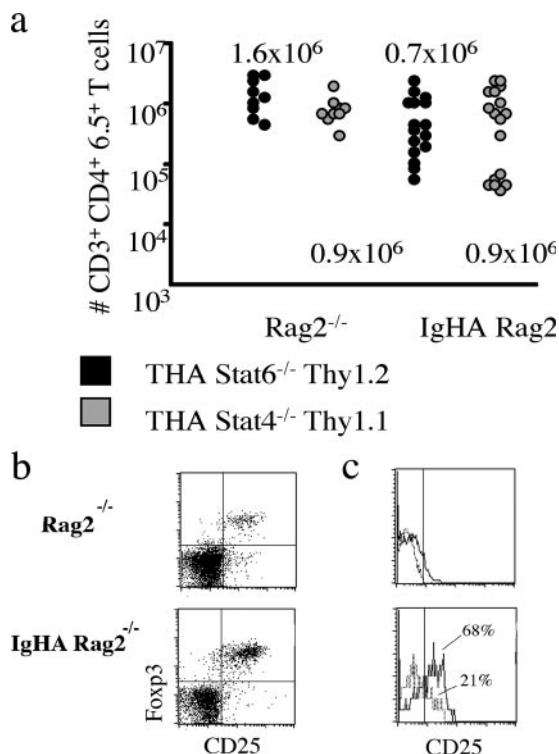 a
# CD3⁺ CD4⁺ 6.5⁺ T cells
10⁷
10⁶
10⁵
10⁴
10³
1.6x10⁶
0.7x10⁶
0.9x10⁶
0.9x10⁶
Rag2⁻/⁻
IgHA Rag2
THA Stat6⁻/⁻ Thy1.2
THA Stat4⁻/⁻ Thy1.1
b
c
Rag2⁻/⁻
IgHA Rag2⁻/⁻
68%
21%
Foxp3
CD25
CD25